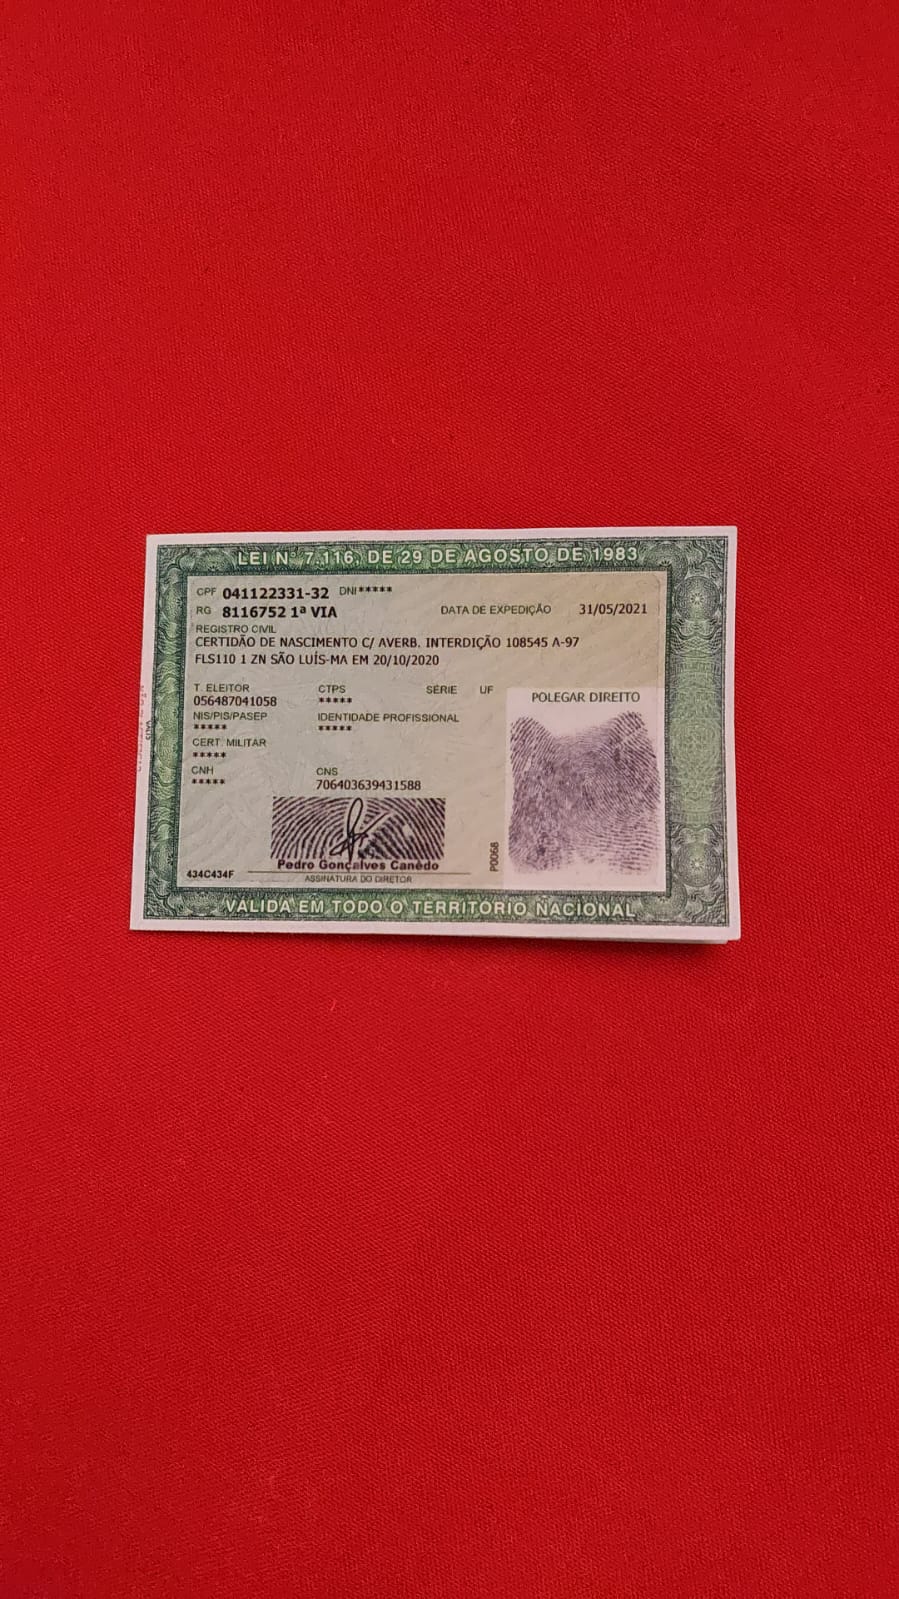 LEI Nº 7.116, DE 29 DE AGOSTO DE 1983
CPF 041122331-32 DNI *****
RG 8116752 1ª VIA DATA DE EXPEDIÇÃO 31/05/2021
REGISTRO CIVIL
CERTIDÃO DE NASCIMENTO C/ AVERB. INTERDIÇÃO 108545 A-97
FLS110 1 ZN SÃO LUÍS-MA EM 20/10/2020
T. ELEITOR CTPS SÉRIE UF
056487041058 *****
NIS/PIS/PASEP IDENTIDADE PROFISSIONAL
***** *****
CERT. MILITAR
*****
CNH CNS
***** 706403639431588
POLEGAR DIREITO
Pedro Gonçalves Canêdo
434C434F ASSINATURA DO DIRETOR
P0068
VÁLIDA EM TODO O TERRITÓRIO NACIONAL